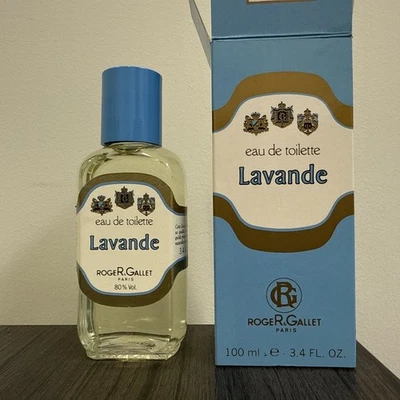 eau de toilette
Lavande
ROGER.GALLET
PARIS
80% Vol.
eau de toilette
Lavande
RG
ROGER.GALLET
PARIS
100 ml . e - 3.4 FL. OZ.